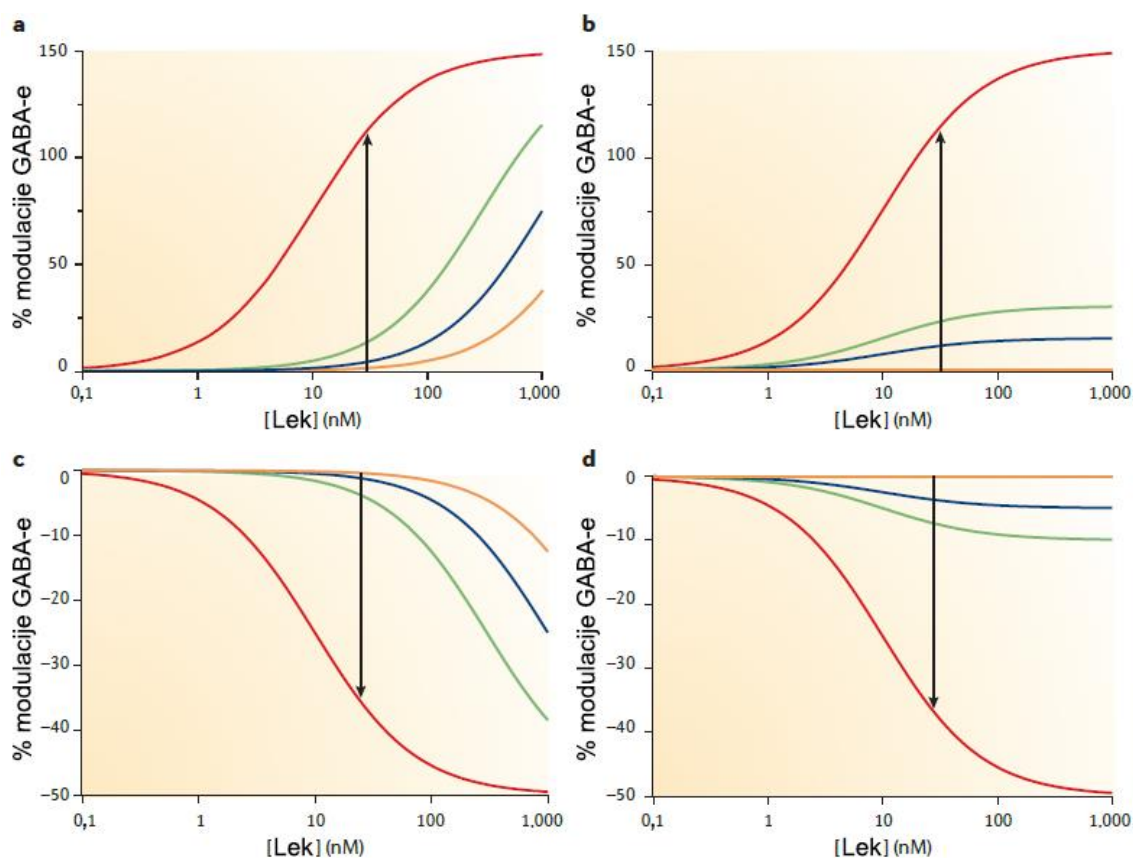 a
% modulacije GABA-e
150
100
50
0
0,1 1 10 100 1,000
[Lek] (nM)
b
% modulacije GABA-e
150
100
50
0
0,1 1 10 100 1,000
[Lek] (nM)
c
% modulacije GABA-e
0
–10
–20
–30
–40
–50
0,1 1 10 100 1,000
[Lek] (nM)
d
% modulacije GABA-e
0
–10
–20
–30
–40
–50
0,1 1 10 100 1,000
[Lek] (nM)